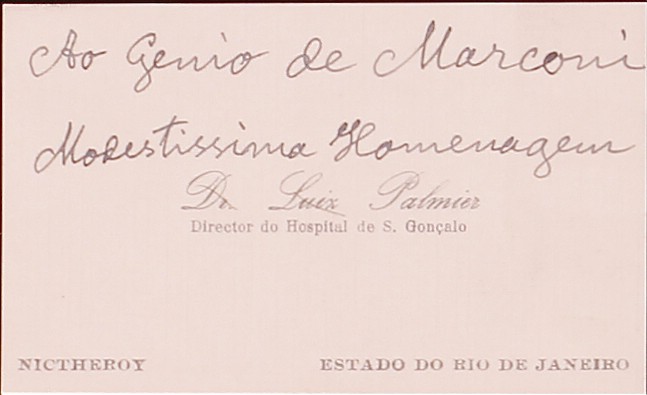 Ao Genio de Marconi
Modestissima Homenagem
Dr. Luiz Palmier
Director do Hospital de S. Gonçalo
NICTHEROY
ESTADO DO RIO DE JANEIRO